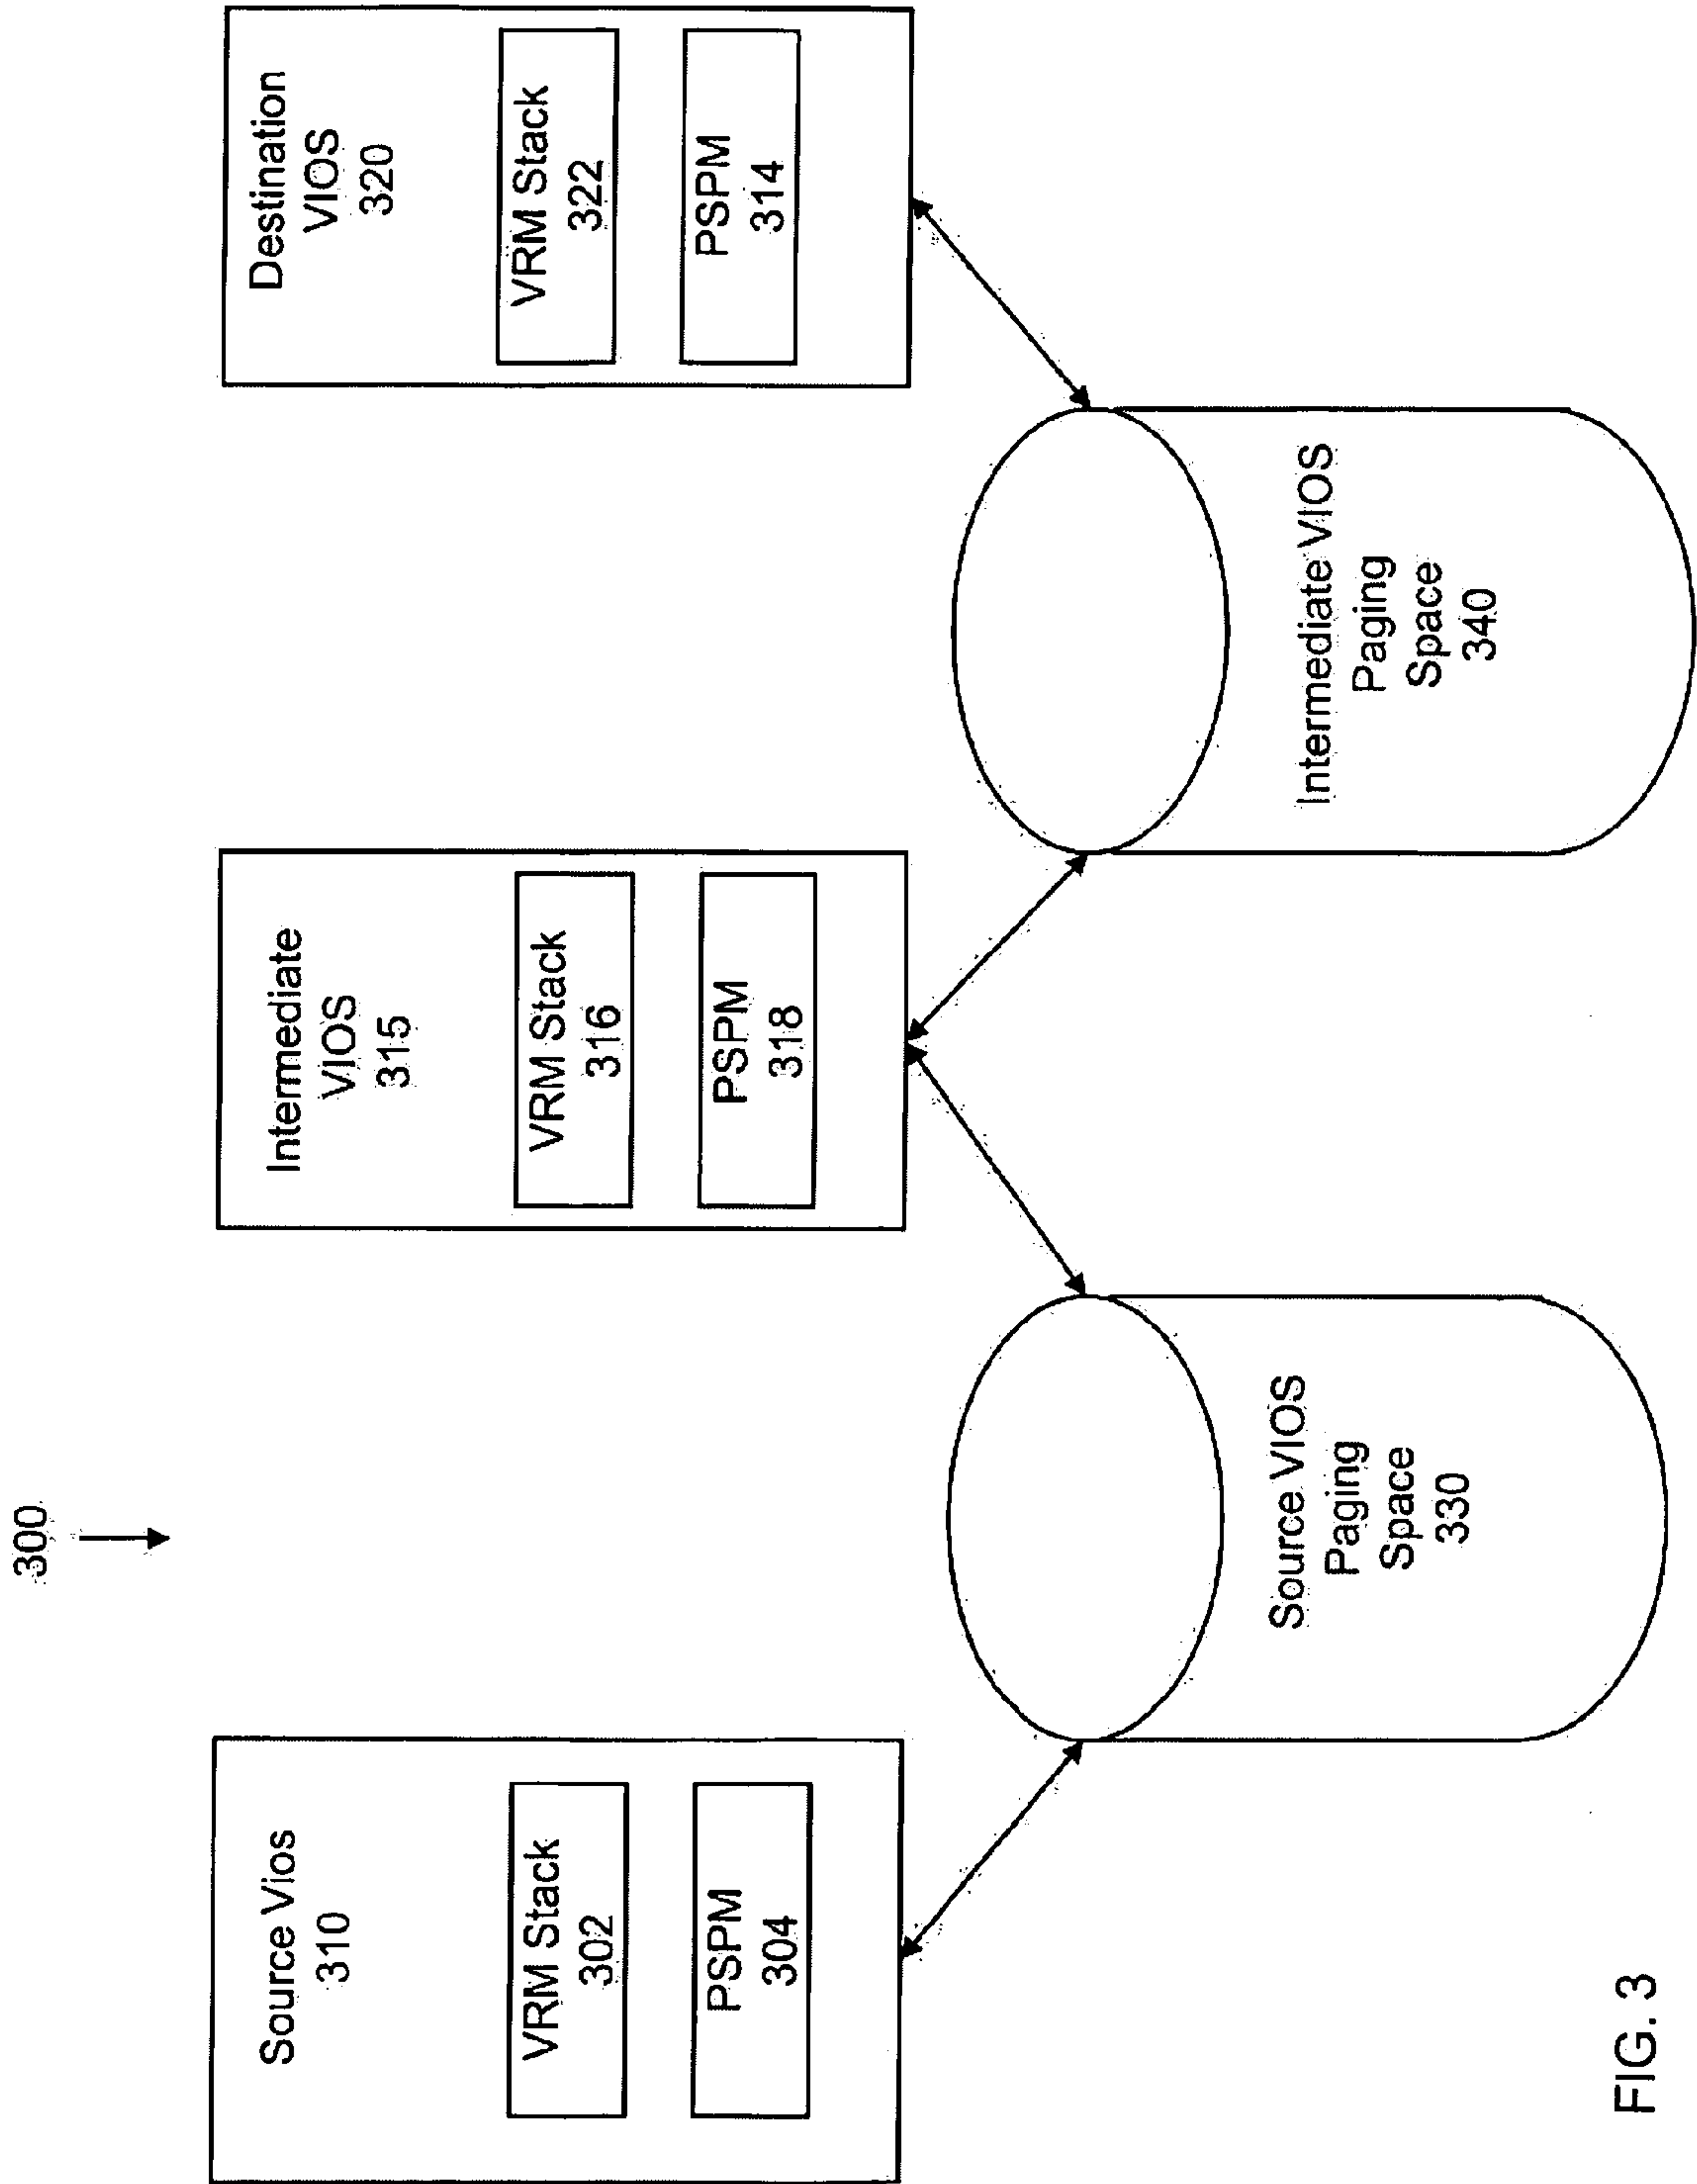 300
Source Vios
310
VRM Stack
302
PSPM
304
Intermediate
VIOS
315
VRM Stack
316
PSPM
318
Destination
VIOS
320
VRM Stack
322
PSPM
314
Source VIOS
Paging
Space
330
Intermediate VIOS
Paging
Space
340
FIG. 3